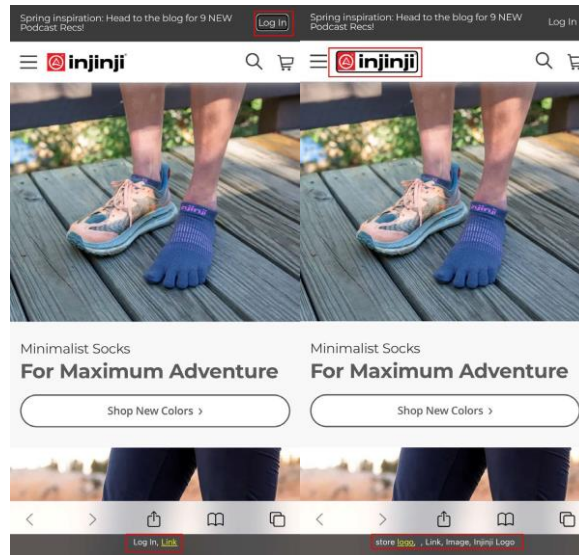 Spring inspiration: Head to the blog for 9 NEW
Podcast Recs!
Log In
injinji
injinji
Minimalist Socks
For Maximum Adventure
Shop New Colors >
Log In, Link
Spring inspiration: Head to the blog for 9 NEW
Podcast Recs!
Log In
injinji
injinji
Minimalist Socks
For Maximum Adventure
Shop New Colors >
store logo, , Link, Image, Injinji Logo